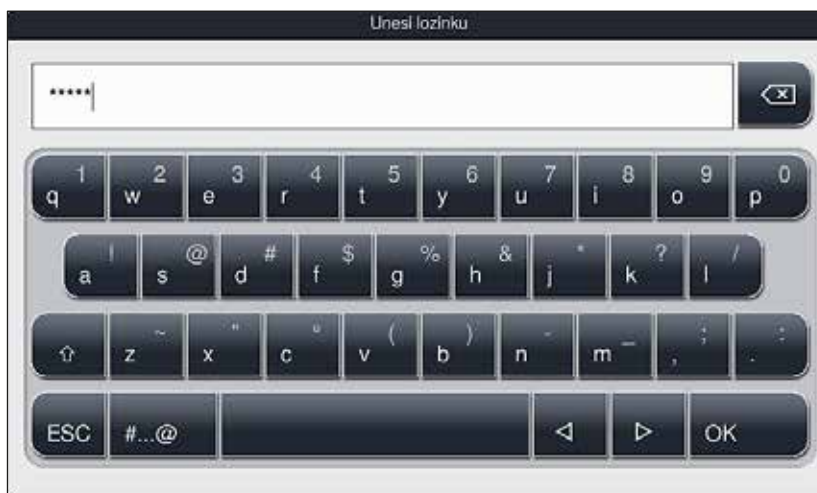 Unesi lozinku
*****
1 2 3 4 5 6 7 8 9 0
q w e r t y u i o p
! @ # $ % & * ? /
a s d f g h j k l
~ " º ( ) - _ ; :
z x c v b n m , .
ESC #...@ OK